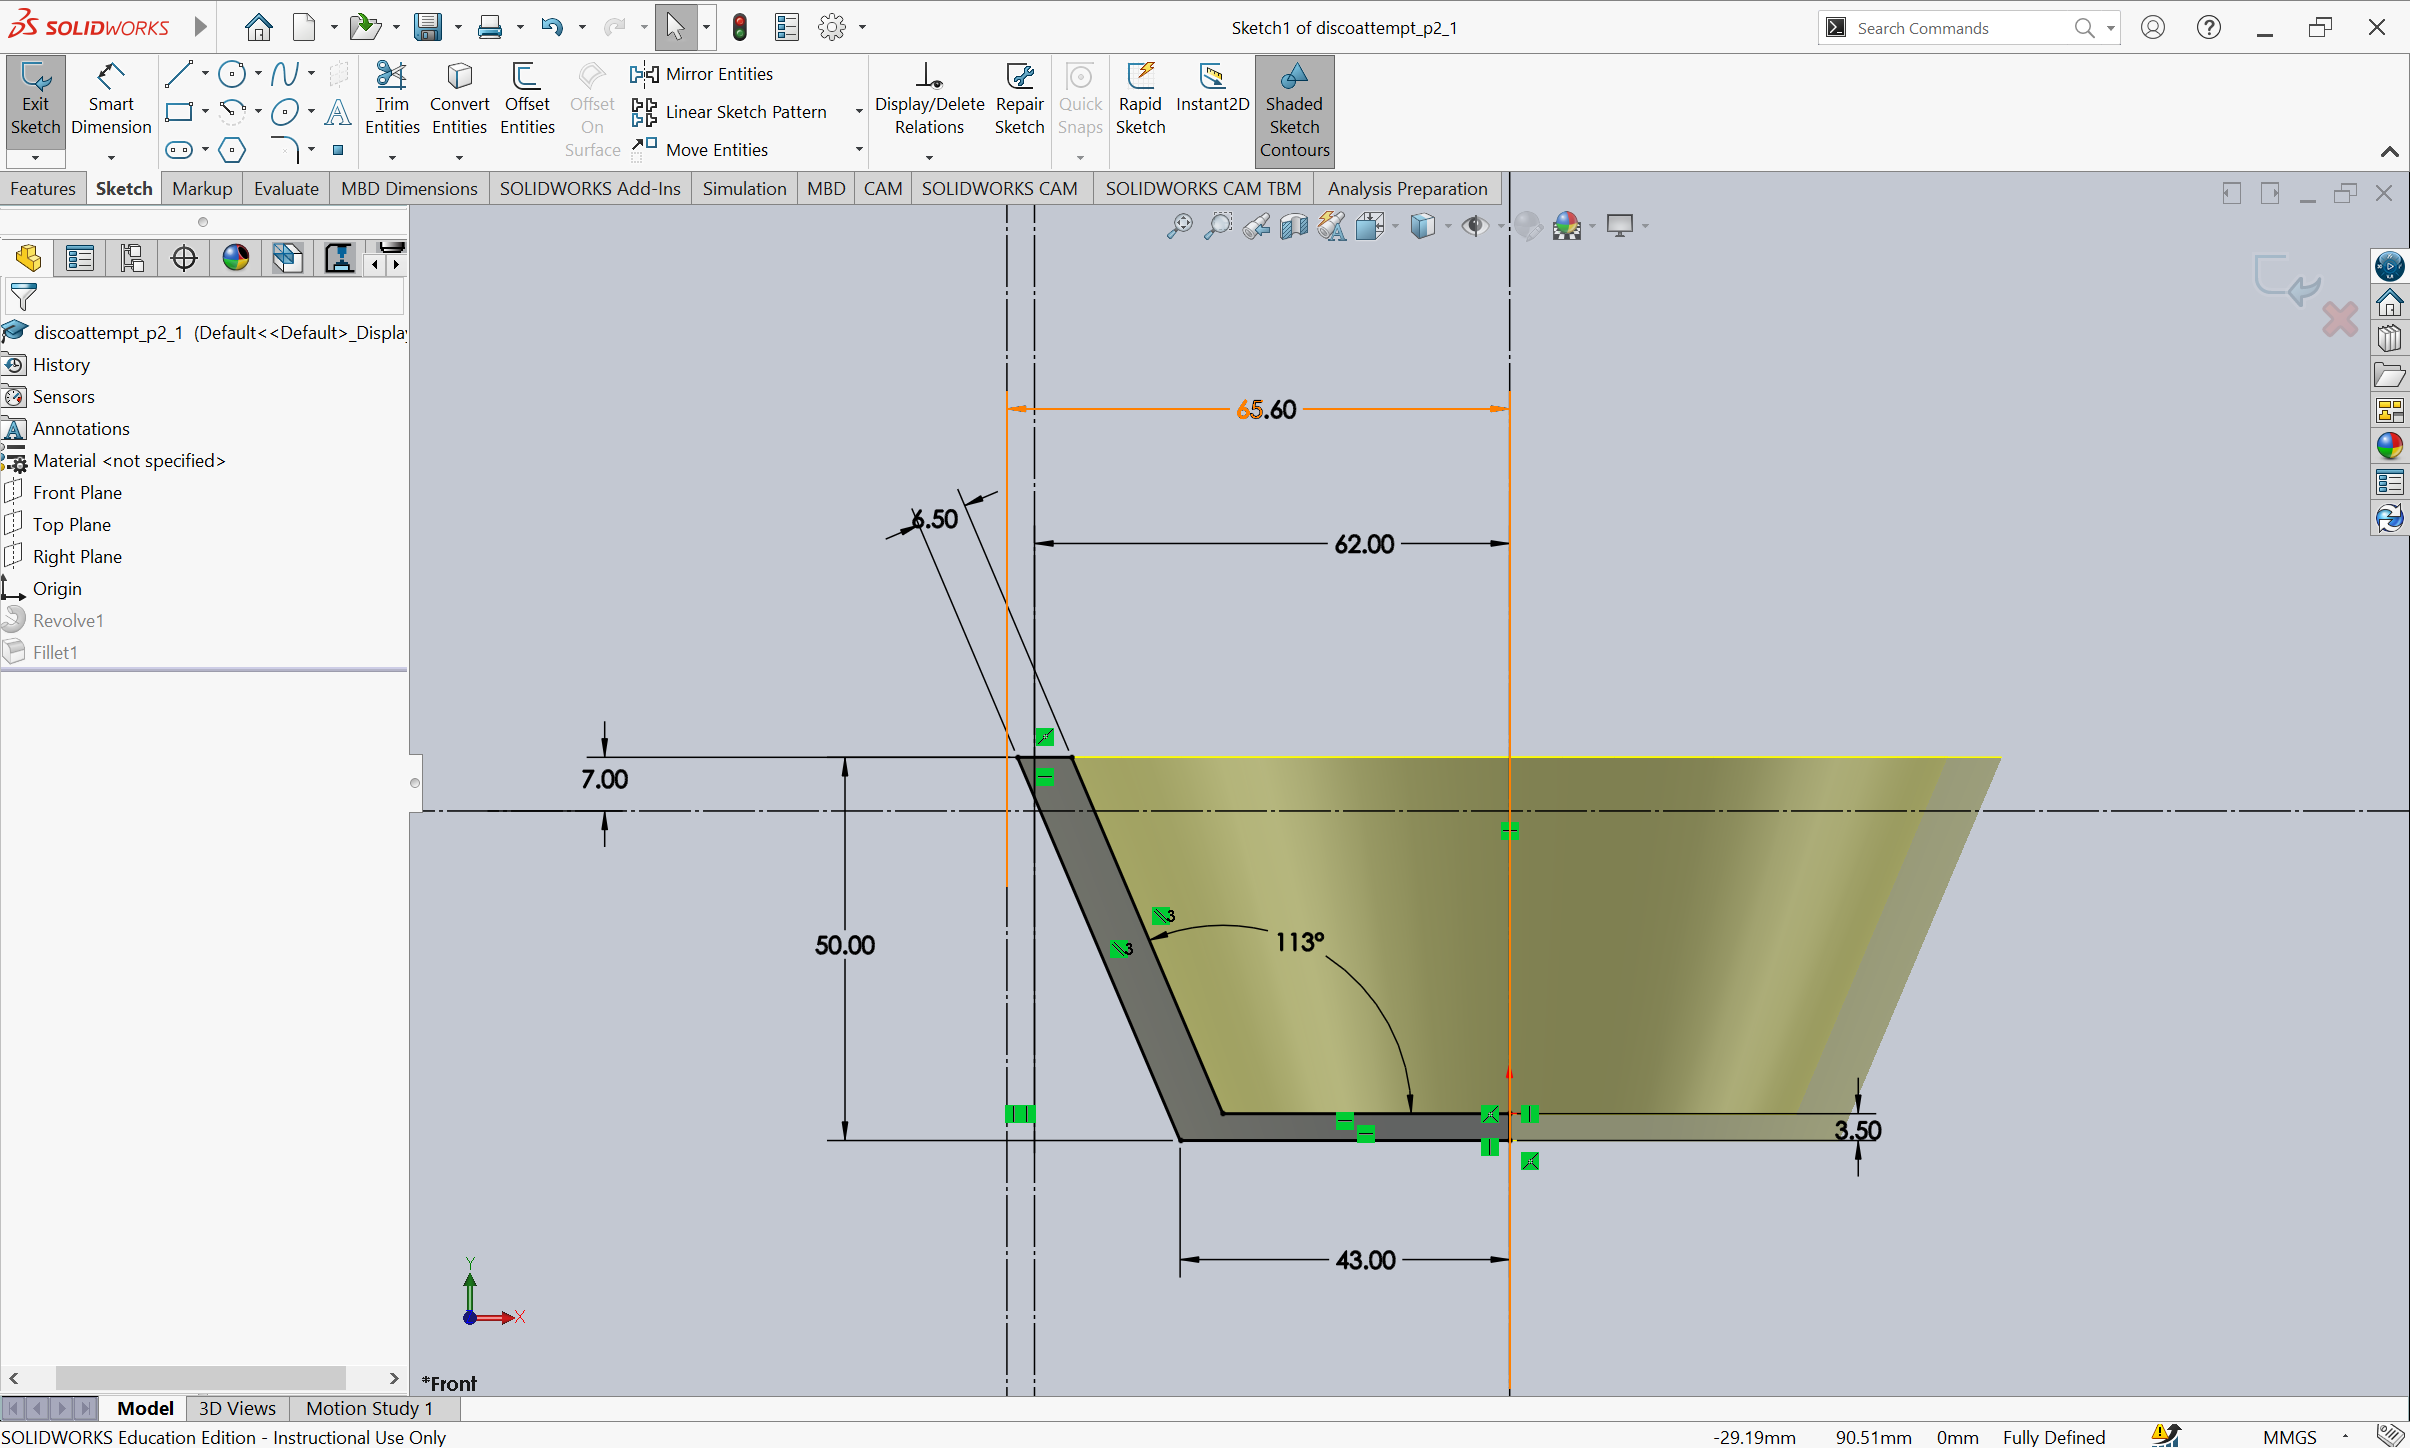 SOLIDWORKS
Sketch1 of discoattempt_p2_1
Search Commands
Exit Sketch
Smart Dimension
Trim Entities
Convert Entities
Offset Entities
Offset On Surface
Mirror Entities
Linear Sketch Pattern
Move Entities
Display/Delete Relations
Repair Sketch
Quick Snaps
Rapid Sketch
Instant2D
Shaded Sketch Contours
Features
Sketch
Markup
Evaluate
MBD Dimensions
SOLIDWORKS Add-Ins
Simulation
MBD
CAM
SOLIDWORKS CAM
SOLIDWORKS CAM TBM
Analysis Preparation
discoattempt_p2_1 (Default<<Default>_Displa
History
Sensors
Annotations
Material <not specified>
Front Plane
Top Plane
Right Plane
Origin
Revolve1
Fillet1
65.60
6.50
62.00
7.00
50.00
3
3
113°
3.50
43.00
Y
X
*Front
Model
3D Views
Motion Study 1
SOLIDWORKS Education Edition - Instructional Use Only
-29.19mm
90.51mm
0mm
Fully Defined
MMGS